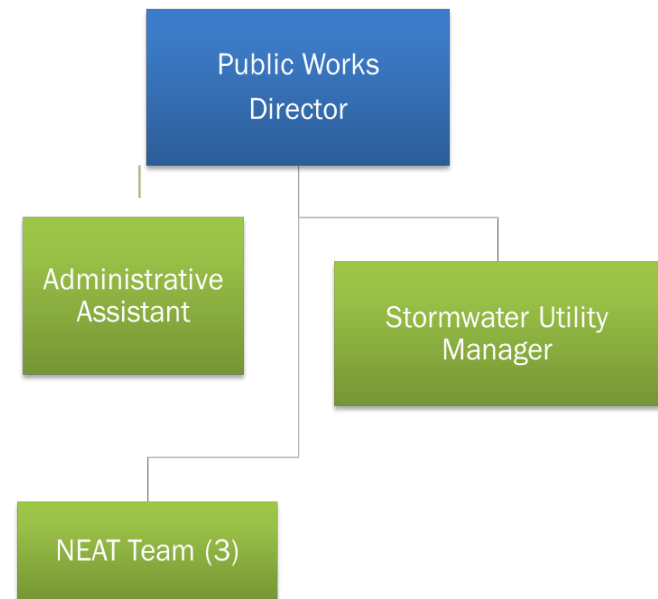 Public Works
Director
Administrative
Assistant
Stormwater Utility
Manager
NEAT Team (3)